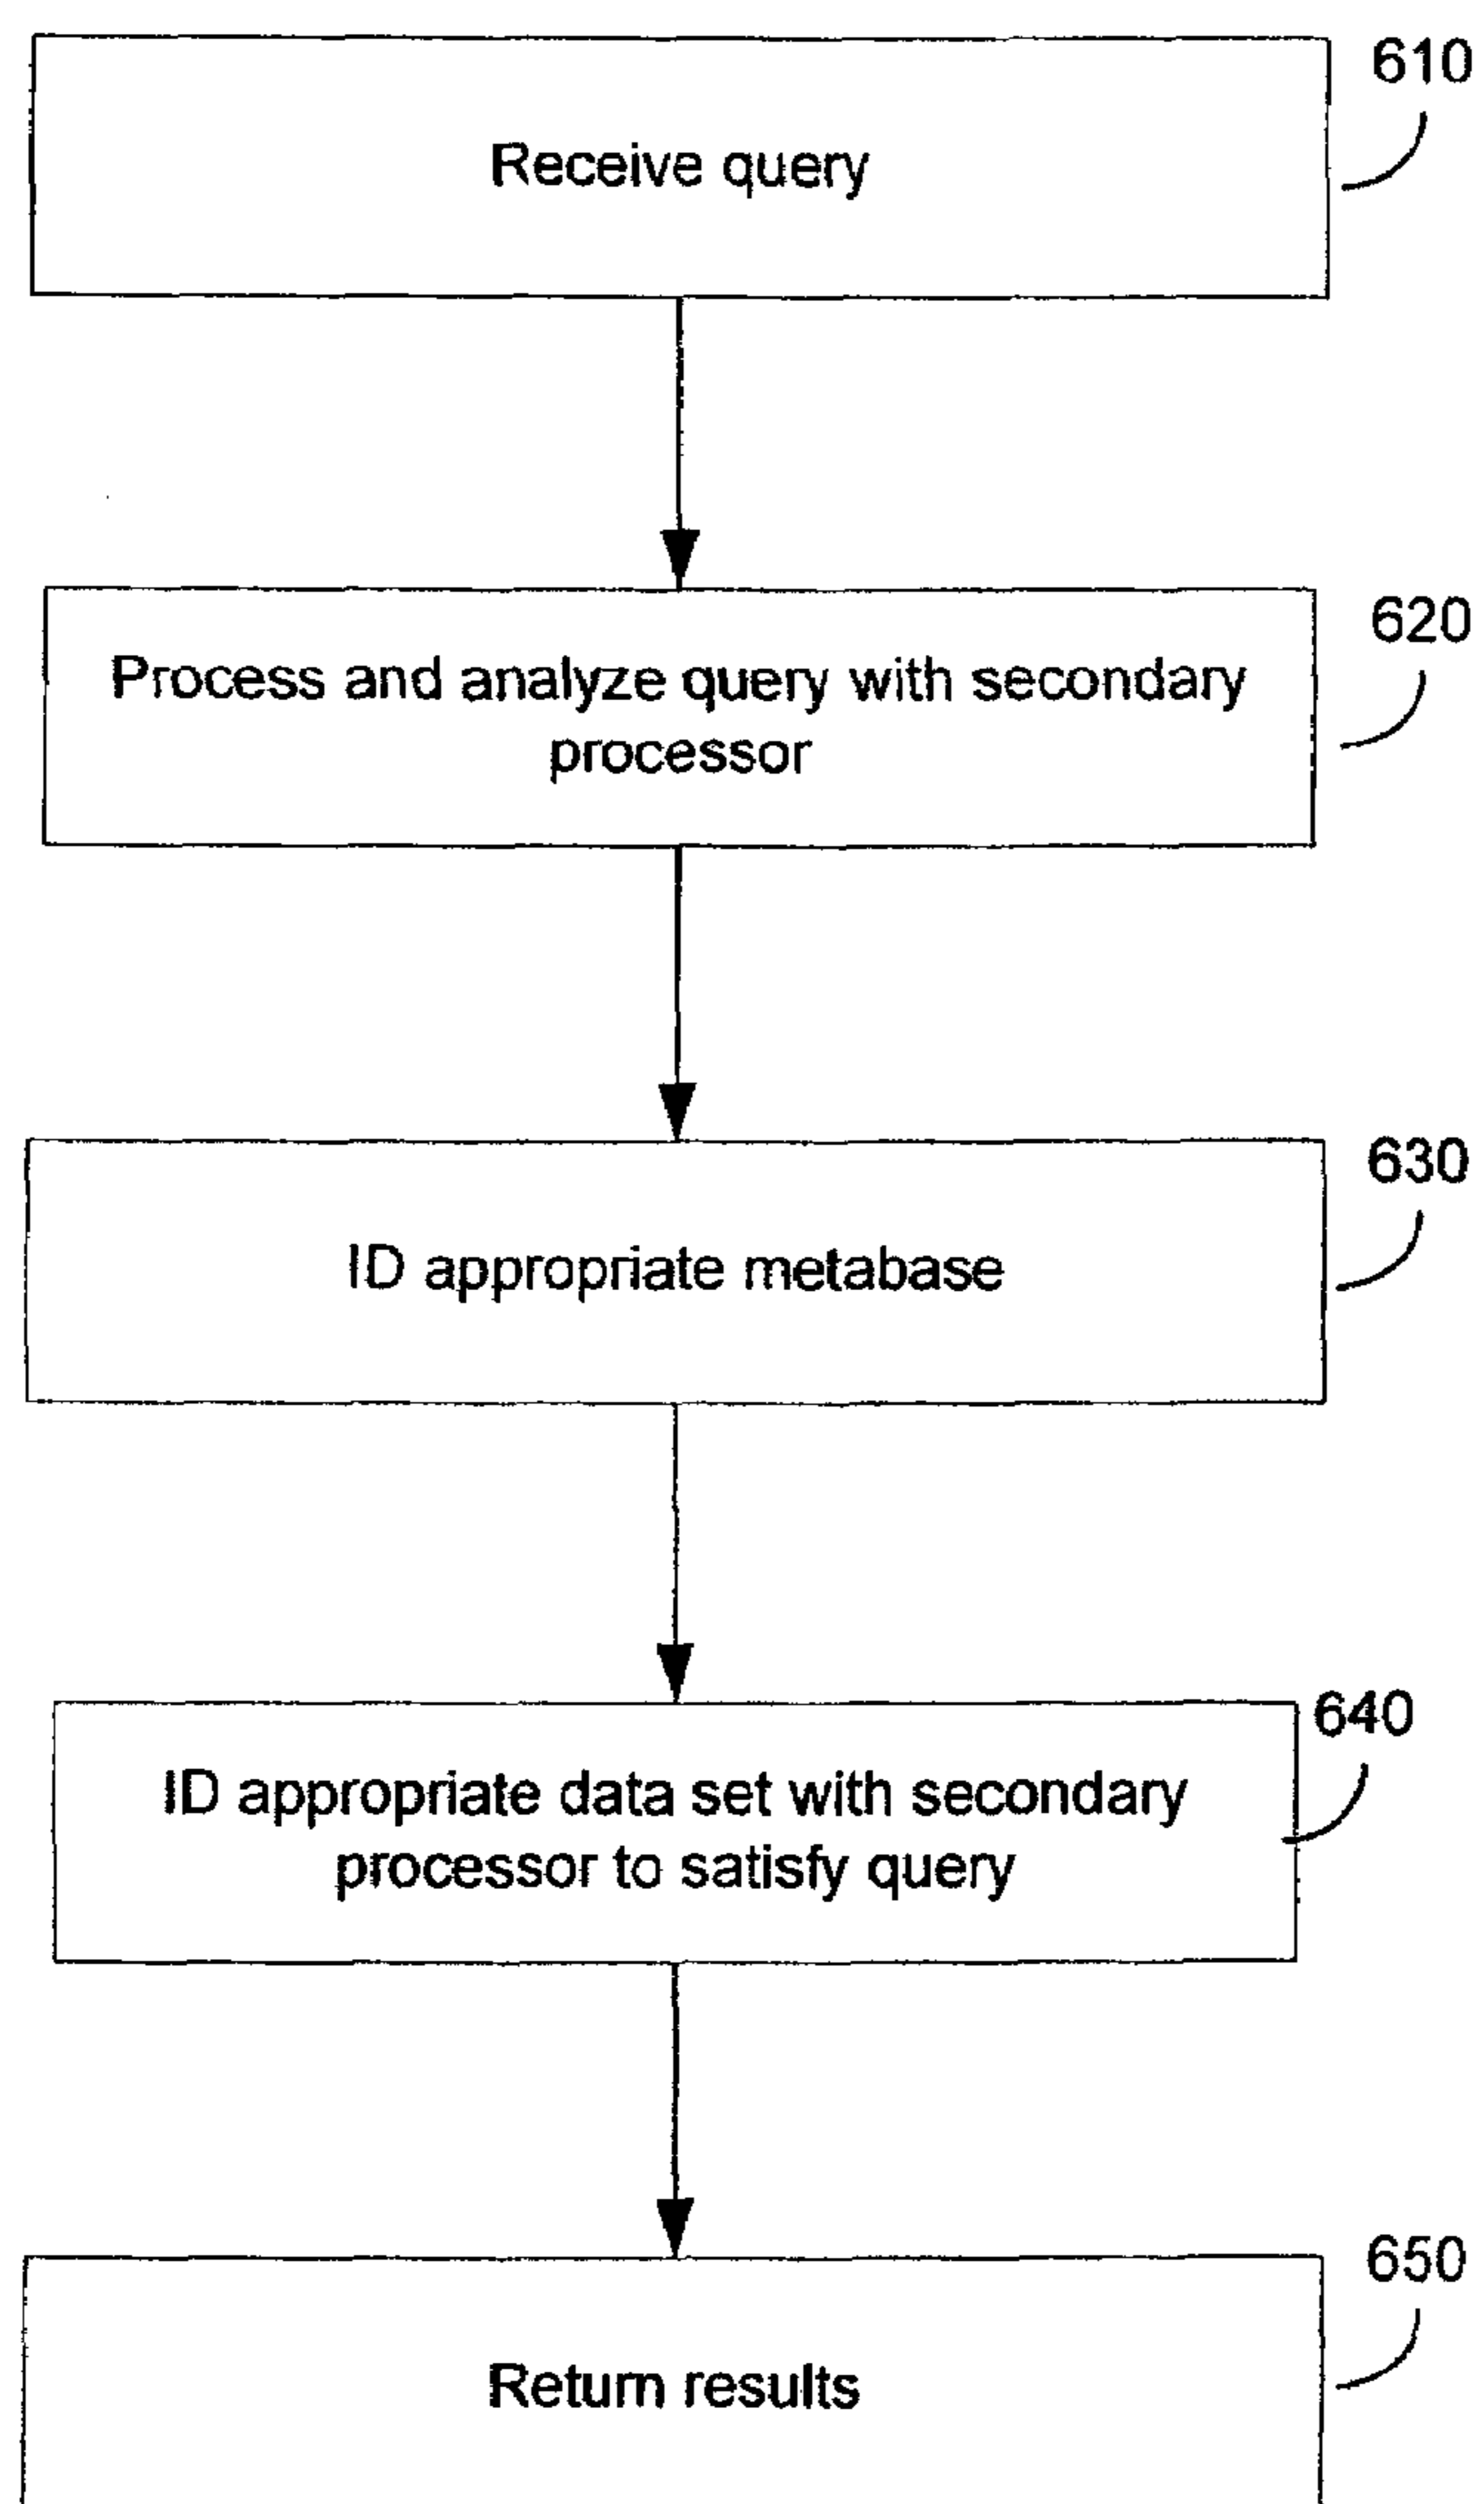 610
Receive query
620
Process and analyze query with secondary
processor
630
ID appropriate metabase
640
ID appropriate data set with secondary
processor to satisfy query
650
Return results